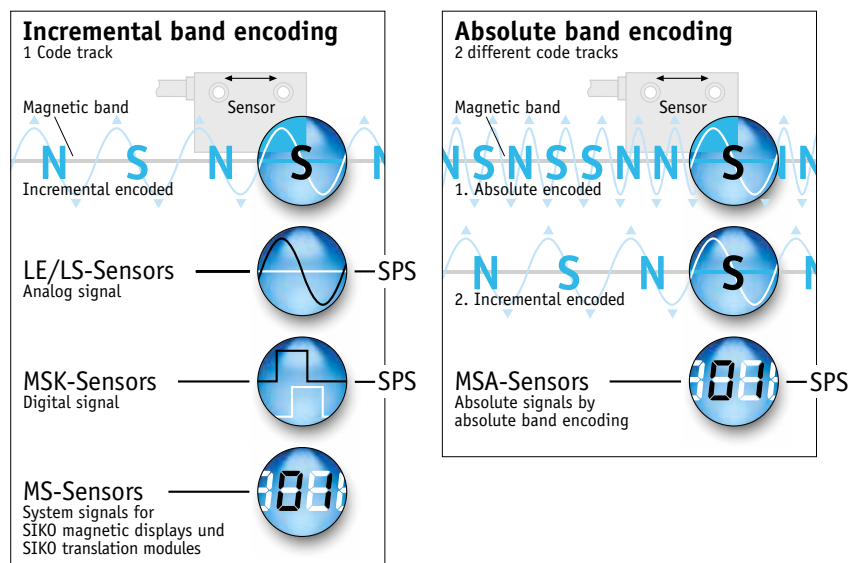 Incremental band encoding
1 Code track
Sensor
Magnetic band
N S N S N
Incremental encoded
LE/LS-Sensors
Analog signal
SPS
MSK-Sensors
Digital signal
SPS
MS-Sensors
System signals for
SIKO magnetic displays und
SIKO translation modules
01
Absolute band encoding
2 different code tracks
Sensor
Magnetic band
N S N S S N N S N N
1. Absolute encoded
N S N S N
2. Incremental encoded
MSA-Sensors
Absolute signals by
absolute band encoding
01
SPS